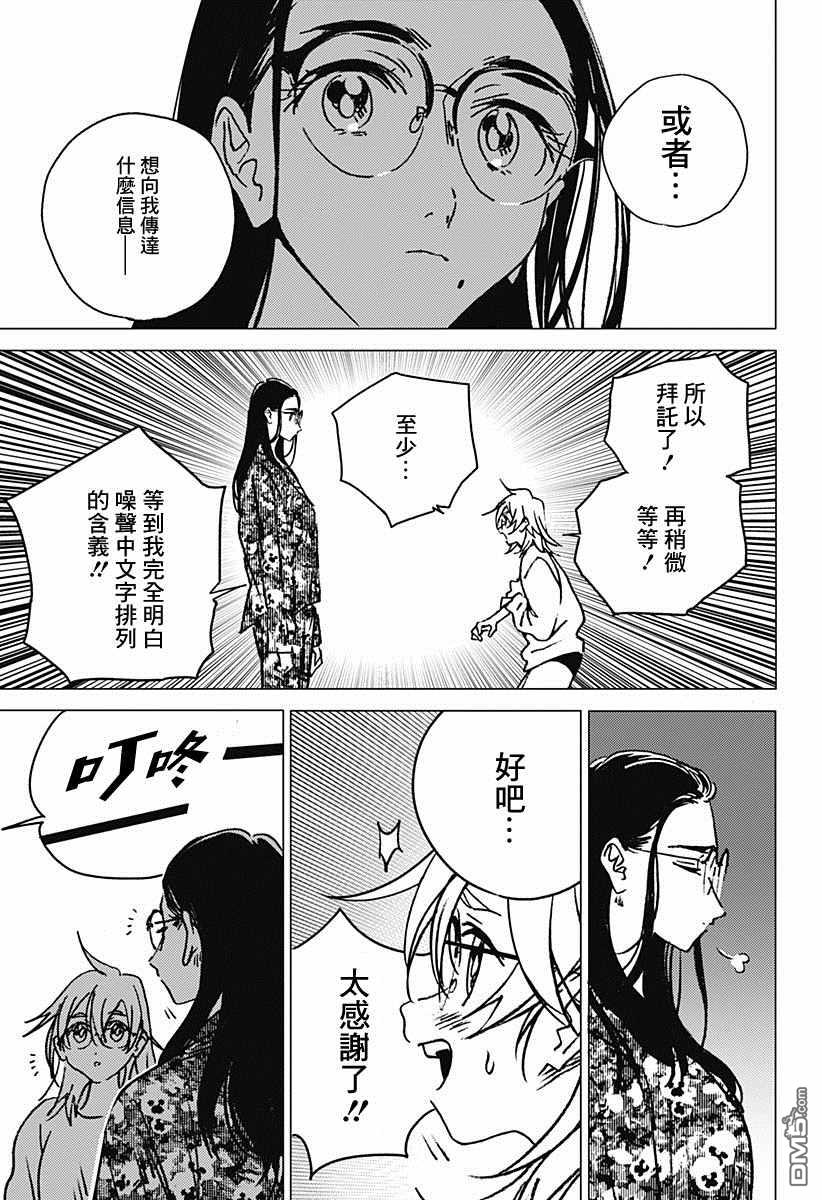 或者…
想向我傳達
什麼信息──
所以
拜託了！
再稍微
等等！
至少…
等到我完全明白
噪聲中文字排列
的含義!!
好吧…
太感謝了!!
叮咚──
DM5.com